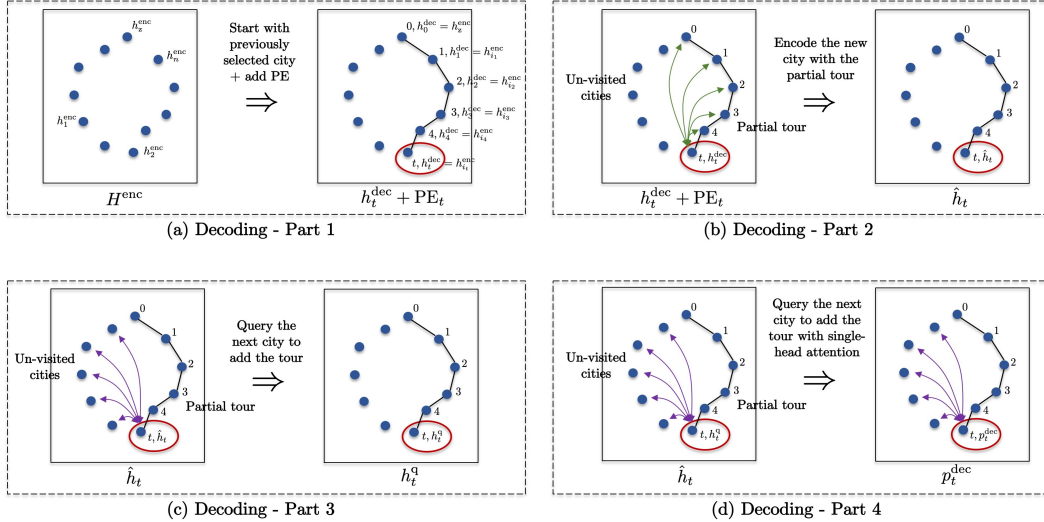 h_z^enc
h_n^enc
h_1^enc
h_2^enc
H^enc
Start with
previously
selected city
+ add PE
⇒
0, h_0^dec = h_z^enc
1, h_1^dec = h_{i_1}^enc
2, h_2^dec = h_{i_2}^enc
3, h_3^dec = h_{i_3}^enc
4, h_4^dec = h_{i_4}^enc
t, h_t^dec = h_{i_t}^enc
h_t^dec + PE_t
(a) Decoding - Part 1
Un-visited
cities
0
1
2
3
4
Partial tour
t, h_t^dec
h_t^dec + PE_t
Encode the new
city with the
partial tour
⇒
0
1
2
3
4
t, ĥ_t
ĥ_t
(b) Decoding - Part 2
Un-visited
cities
0
1
2
3
4
Partial tour
t, ĥ_t
ĥ_t
Query the
next city to
add the tour
⇒
0
1
2
3
4
t, h_t^q
h_t^q
(c) Decoding - Part 3
Un-visited
cities
0
1
2
3
4
Partial tour
t, h_t^q
ĥ_t
Query the next
city to add the
tour with single-
head attention
⇒
0
1
2
3
4
t, p_t^dec
p_t^dec
(d) Decoding - Part 4